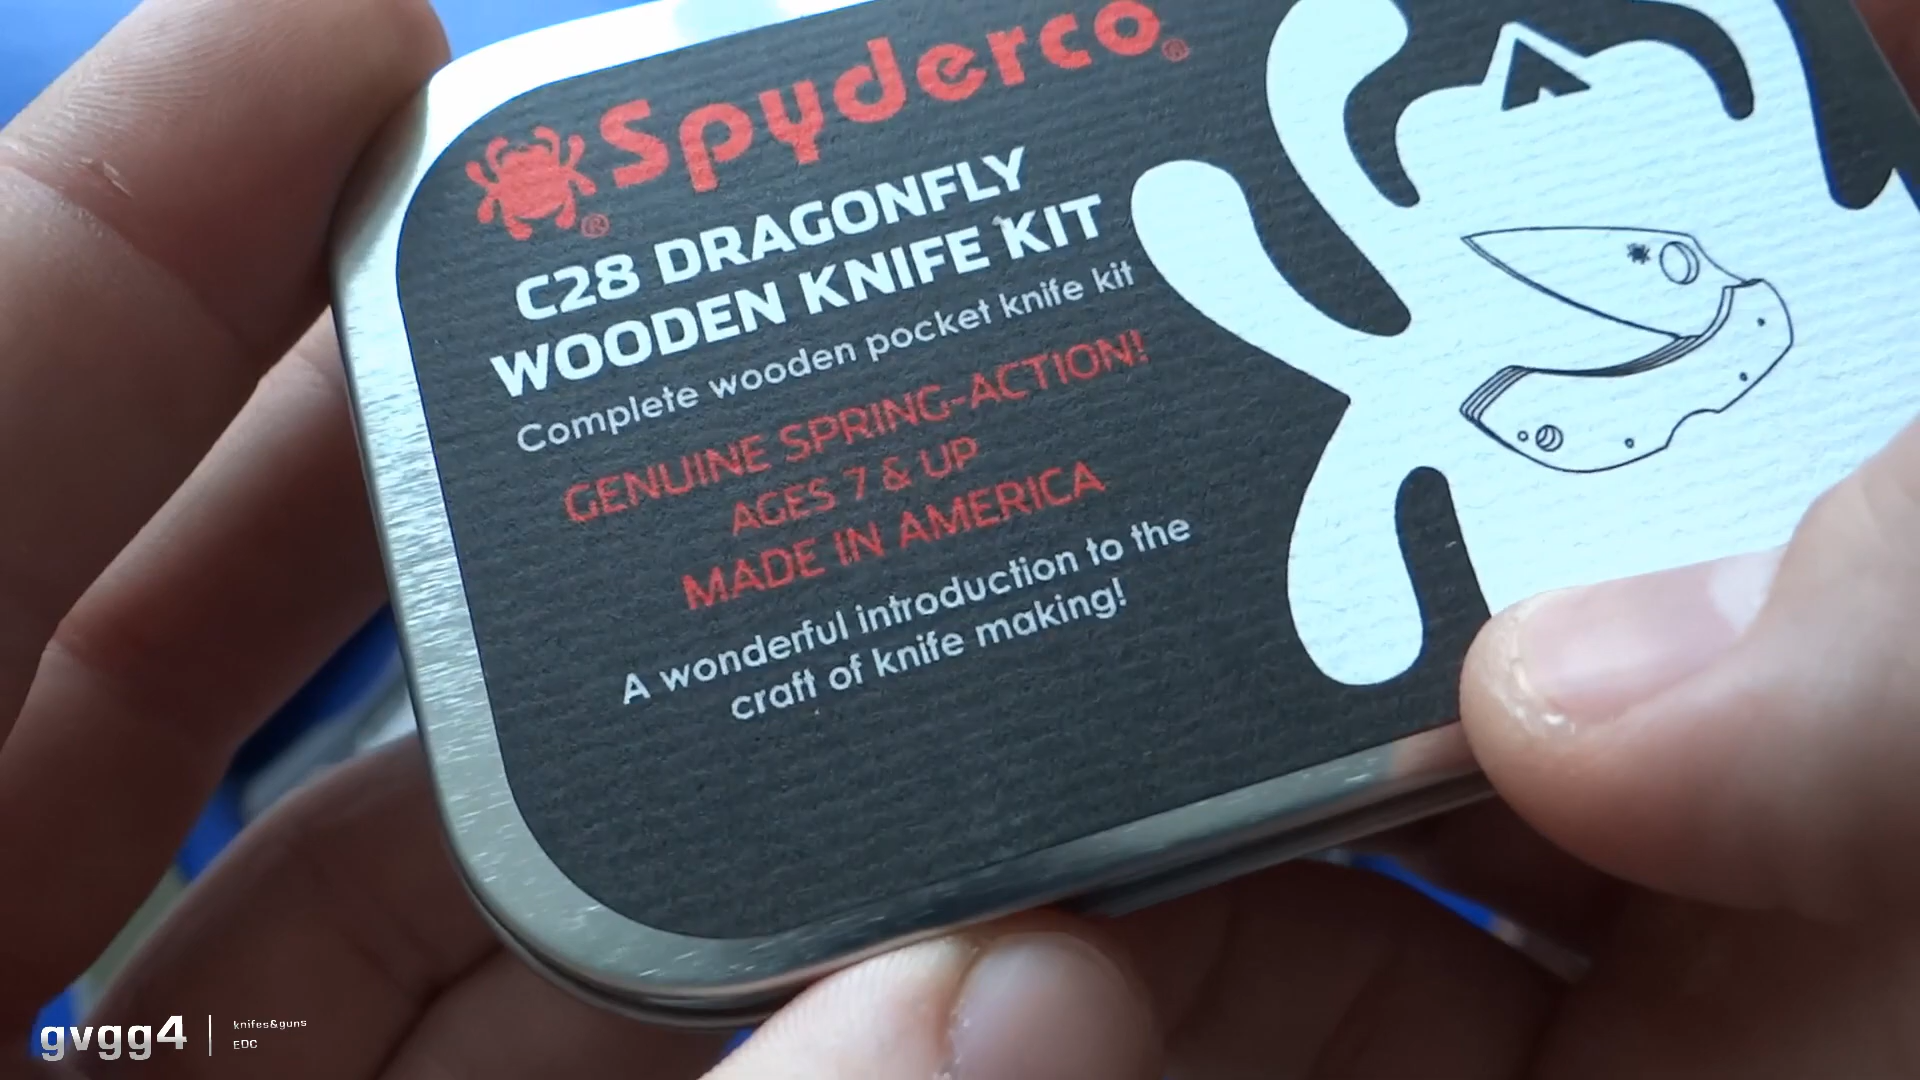 Spyderco®
®
C28 DRAGONFLY
WOODEN KNIFE KIT
Complete wooden pocket knife kit
GENUINE SPRING-ACTION!
AGES 7 & UP
MADE IN AMERICA
A wonderful introduction to the
craft of knife making!
gvgg4
knifes&guns
EDC